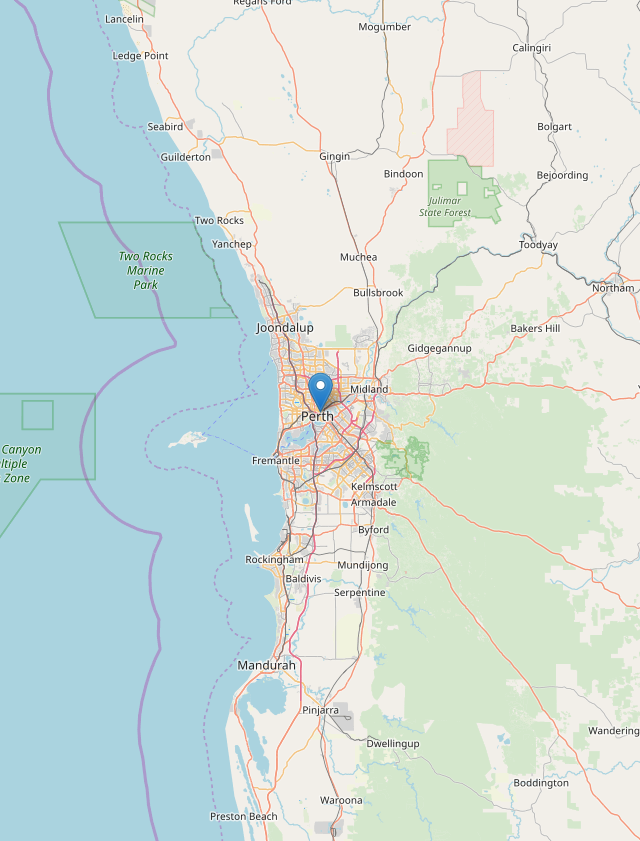 Regans Ford
Lancelin
Mogumber
Calingiri
Ledge Point
Seabird
Bolgart
Guilderton
Gingin
Bindoon
Bejoording
Julimar
State Forest
Two Rocks
Yanchep
Toodyay
Two Rocks
Marine
Park
Muchea
Northam
Bullsbrook
Joondalup
Bakers Hill
Gidgegannup
Midland
Perth
Canyon
Zone
Fremantle
Kelmscott
Armadale
Byford
Rockingham
Mundijong
Baldivis
Serpentine
Mandurah
Pinjarra
Wandering
Dwellingup
Boddington
Waroona
Preston Beach